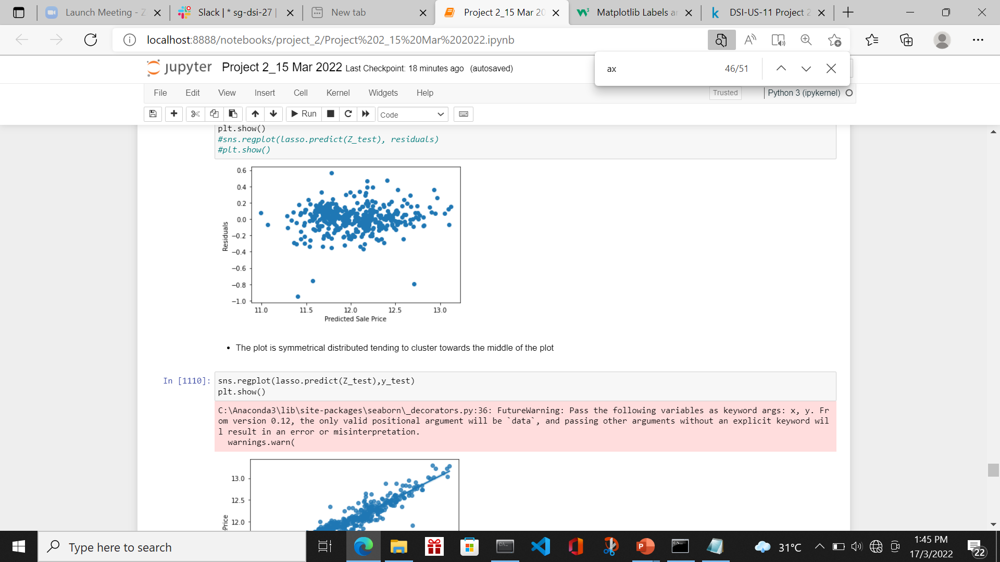 Launch Meeting - Z
Slack | * sg-dsi-27 |
New tab
Project 2_15 Mar 20
Matplotlib Labels a
DSI-US-11 Project 2
localhost:8888/notebooks/project_2/Project%202_15%20Mar%202022.ipynb
ax
46/51
jupyter
Project 2_15 Mar 2022 Last Checkpoint: 18 minutes ago (autosaved)
File Edit View Insert Cell Kernel Widgets Help
Trusted
Python 3 (ipykernel)
Run
Code
plt.show()
#sns.regplot(lasso.predict(Z_test), residuals)
#plt.show()
0.6
0.4
0.2
0.0
−0.2
−0.4
−0.6
−0.8
−1.0
Residuals
11.0 11.5 12.0 12.5 13.0
Predicted Sale Price
• The plot is symmetrical distributed tending to cluster towards the middle of the plot
In [1110]:
sns.regplot(lasso.predict(Z_test),y_test)
plt.show()
C:\Anaconda3\lib\site-packages\seaborn\_decorators.py:36: FutureWarning: Pass the following variables as keyword args: x, y. Fr
om version 0.12, the only valid positional argument will be `data`, and passing other arguments without an explicit keyword wil
l result in an error or misinterpretation.
warnings.warn(
13.0
12.5
12.0
ePrice
Type here to search
31°C
1:45 PM
17/3/2022
22